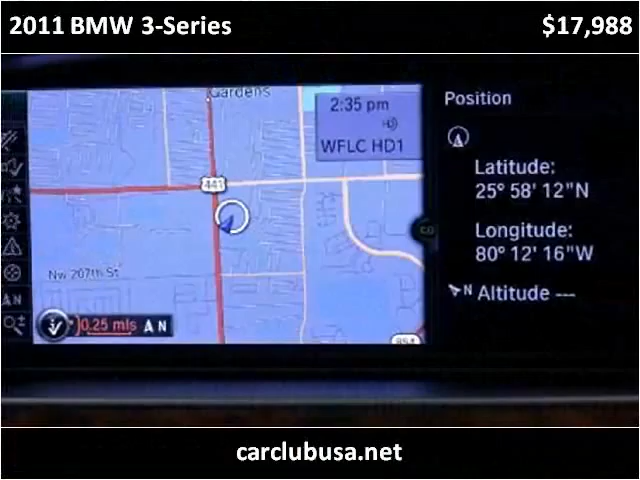 2011 BMW 3-Series
$17,988
Gardens
2:35 pm
WFLC HD1
441
Nw 207th St
0.25 mls
N
N
Position
Latitude:
25° 58' 12"N
Longitude:
80° 12' 16"W
N Altitude ---
carclubusa.net